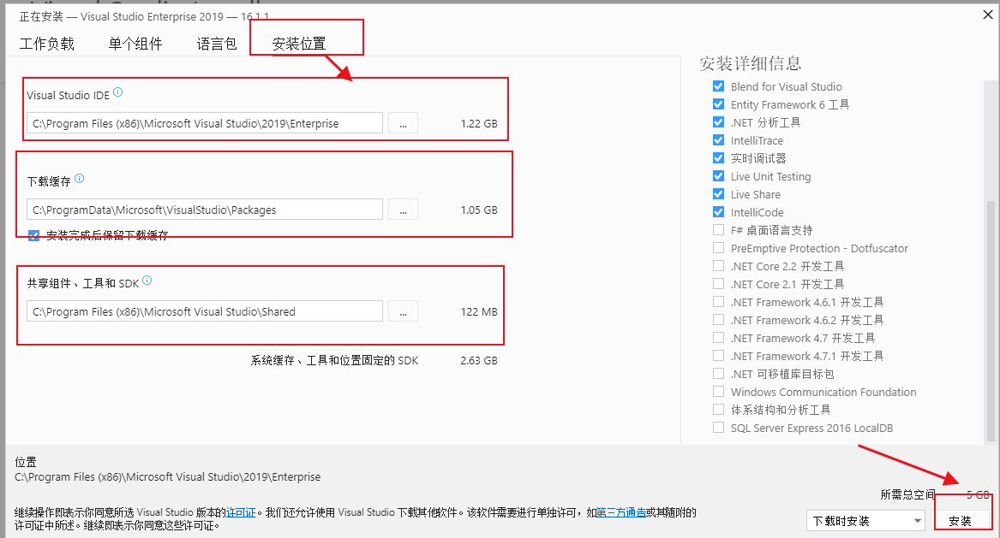 正在安装 — Visual Studio Enterprise 2019 — 16.1.1
工作负载 单个组件 语言包 安装位置
Visual Studio IDE
C:\Program Files (x86)\Microsoft Visual Studio\2019\Enterprise ... 1.22 GB
下载缓存
C:\ProgramData\Microsoft\VisualStudio\Packages ... 1.05 GB
安装完成后保留下载缓存
共享组件、工具和 SDK
C:\Program Files (x86)\Microsoft Visual Studio\Shared ... 122 MB
系统缓存、工具和位置固定的 SDK 2.63 GB
安装详细信息
Blend for Visual Studio
Entity Framework 6 工具
.NET 分析工具
IntelliTrace
实时调试器
Live Unit Testing
Live Share
IntelliCode
F# 桌面语言支持
PreEmptive Protection - Dotfuscator
.NET Core 2.2 开发工具
.NET Core 2.1 开发工具
.NET Framework 4.6.1 开发工具
.NET Framework 4.6.2 开发工具
.NET Framework 4.7 开发工具
.NET Framework 4.7.1 开发工具
.NET 可移植库目标包
Windows Communication Foundation
体系结构和分析工具
SQL Server Express 2016 LocalDB
位置
C:\Program Files (x86)\Microsoft Visual Studio\2019\Enterprise
所需总空间 5 GB
继续操作即表示你同意所选 Visual Studio 版本的许可证。我们还允许使用 Visual Studio 下载其他软件。该软件需要进行单独许可，如第三方通告或其随附的
许可证中所述。继续即表示你同意这些许可证。
下载时安装 安装